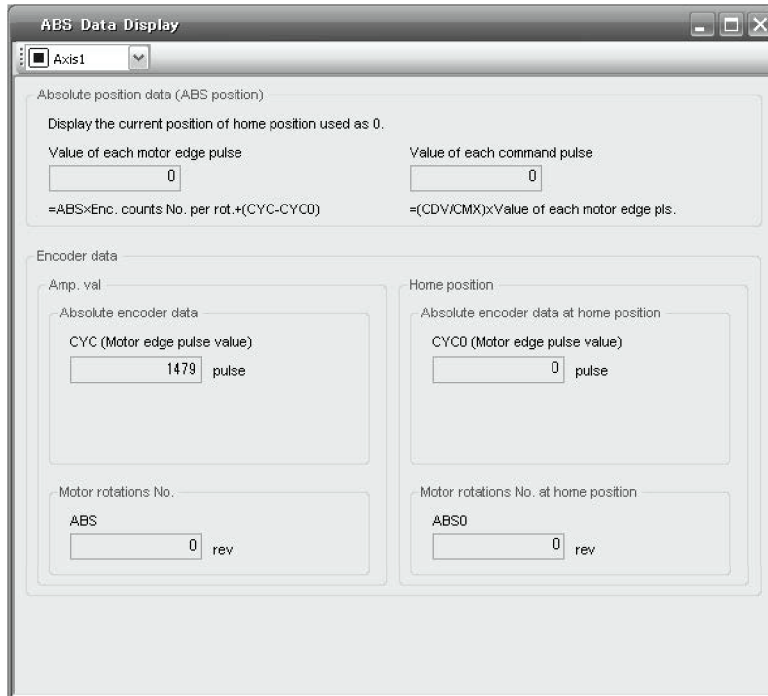 ABS Data Display
Axis1
Absolute position data (ABS position)
Display the current position of home position used as 0.
Value of each motor edge pulse
Value of each command pulse
0
0
=ABS×Enc. counts No. per rot.+(CYC-CYC0)
=(CDV/CMX)×Value of each motor edge pls.
Encoder data
Amp. val
Absolute encoder data
CYC (Motor edge pulse value)
1479 pulse
Motor rotations No.
ABS
0 rev
Home position
Absolute encoder data at home position
CYC0 (Motor edge pulse value)
0 pulse
Motor rotations No. at home position
ABS0
0 rev